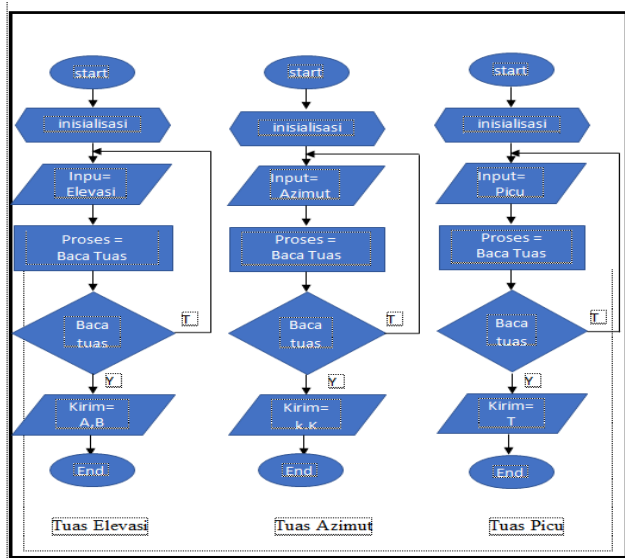 start
inisialisasi
Inpu=
Elevasi
Proses =
Baca Tuas
Baca
tuas
T
Y
Kirim=
A,B
End
Tuas Elevasi
start
inisialisasi
Input=
Azimut
Proses =
Baca Tuas
Baca
tuas
T
Y
Kirim=
k,K
End
Tuas Azimut
start
inisialisasi
Input=
Picu
Proses =
Baca Tuas
Baca
tuas
T
Y
Kirim=
T
End
Tuas Picu